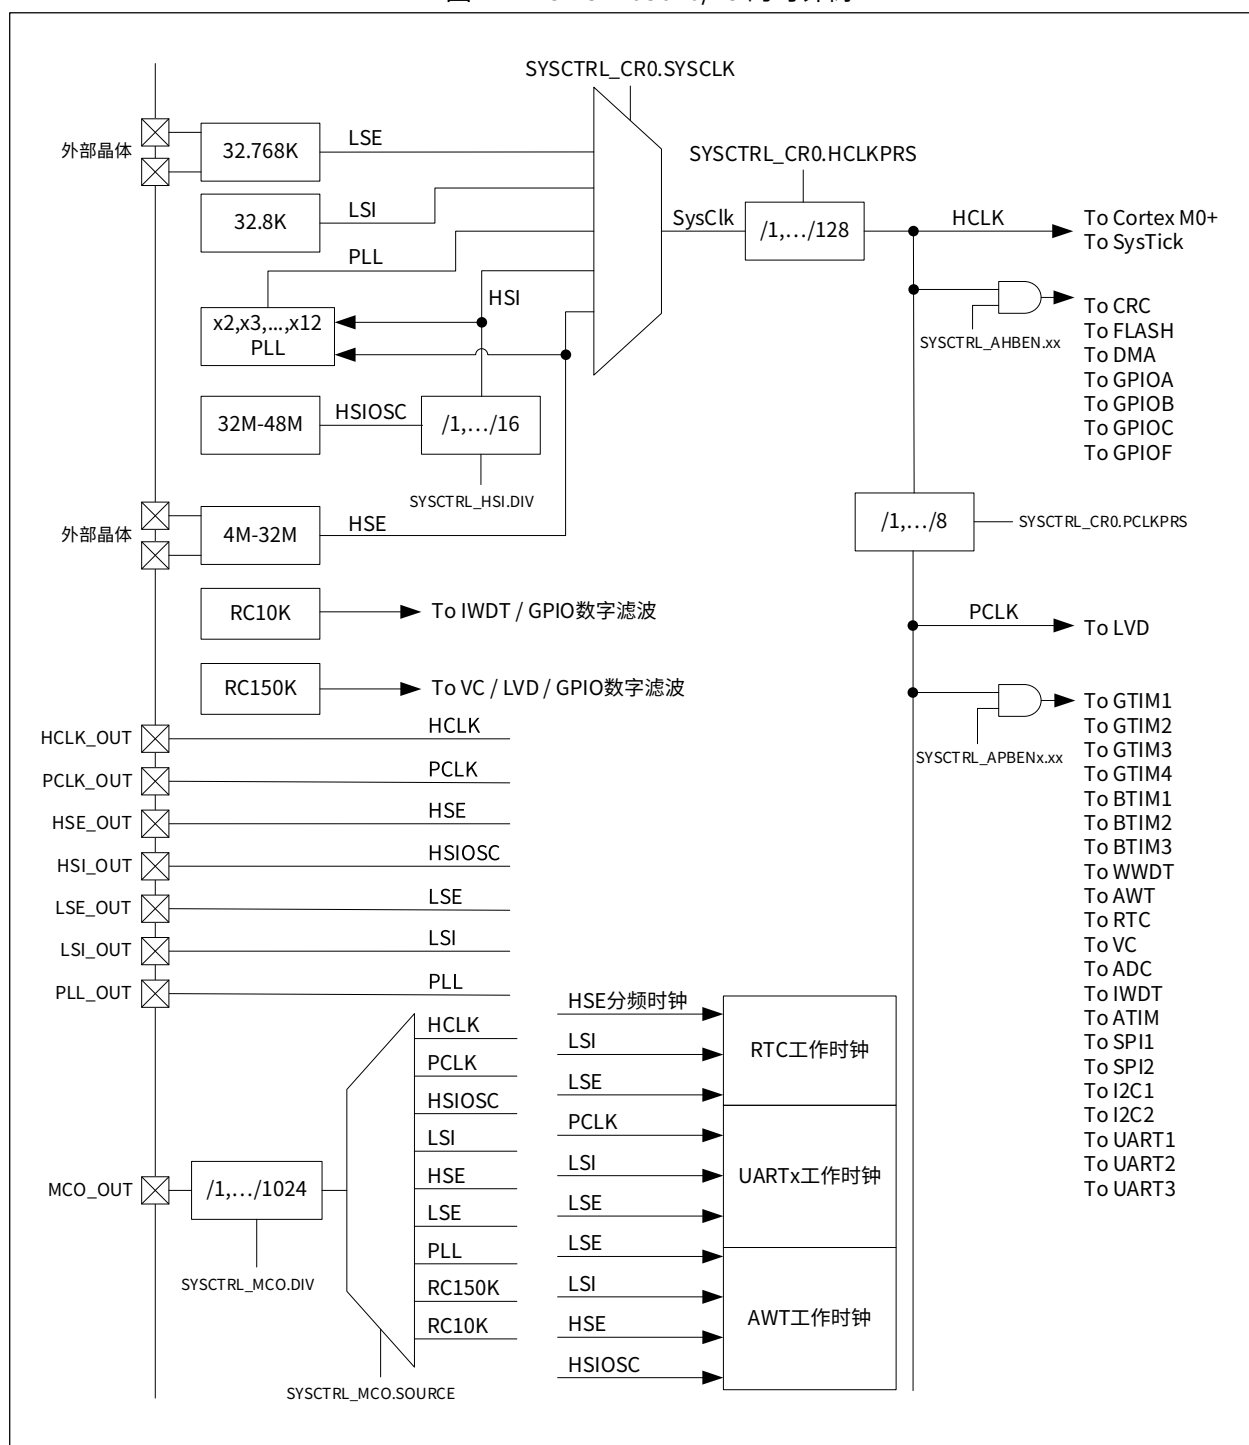 SYSCTRL_CR0.SYSCLK
外部晶体
32.768K
LSE
SYSCTRL_CR0.HCLKPRS
32.8K
LSI
SysClk
/1,.../128
HCLK
To Cortex M0+
To SysTick
PLL
HSI
x2,x3,...,x12
PLL
SYSCTRL_AHBEN.xx
To CRC
To FLASH
To DMA
To GPIOA
To GPIOB
To GPIOC
To GPIOF
32M-48M
HSIOSC
/1,.../16
SYSCTRL_HSI.DIV
外部晶体
4M-32M
HSE
/1,.../8
SYSCTRL_CR0.PCLKPRS
RC10K
To IWDT / GPIO数字滤波
PCLK
To LVD
RC150K
To VC / LVD / GPIO数字滤波
SYSCTRL_APBENx.xx
To GTIM1
To GTIM2
To GTIM3
To GTIM4
To BTIM1
To BTIM2
To BTIM3
To WWDT
To AWT
To RTC
To VC
To ADC
To IWDT
To ATIM
To SPI1
To SPI2
To I2C1
To I2C2
To UART1
To UART2
To UART3
HCLK_OUT
HCLK
PCLK_OUT
PCLK
HSE_OUT
HSE
HSI_OUT
HSIOSC
LSE_OUT
LSE
LSI_OUT
LSI
PLL_OUT
PLL
MCO_OUT
/1,.../1024
SYSCTRL_MCO.DIV
HCLK
PCLK
HSIOSC
LSI
HSE
LSE
PLL
RC150K
RC10K
SYSCTRL_MCO.SOURCE
HSE分频时钟
LSI
LSE
RTC工作时钟
PCLK
LSI
LSE
UARTx工作时钟
LSE
LSI
HSE
HSIOSC
AWT工作时钟